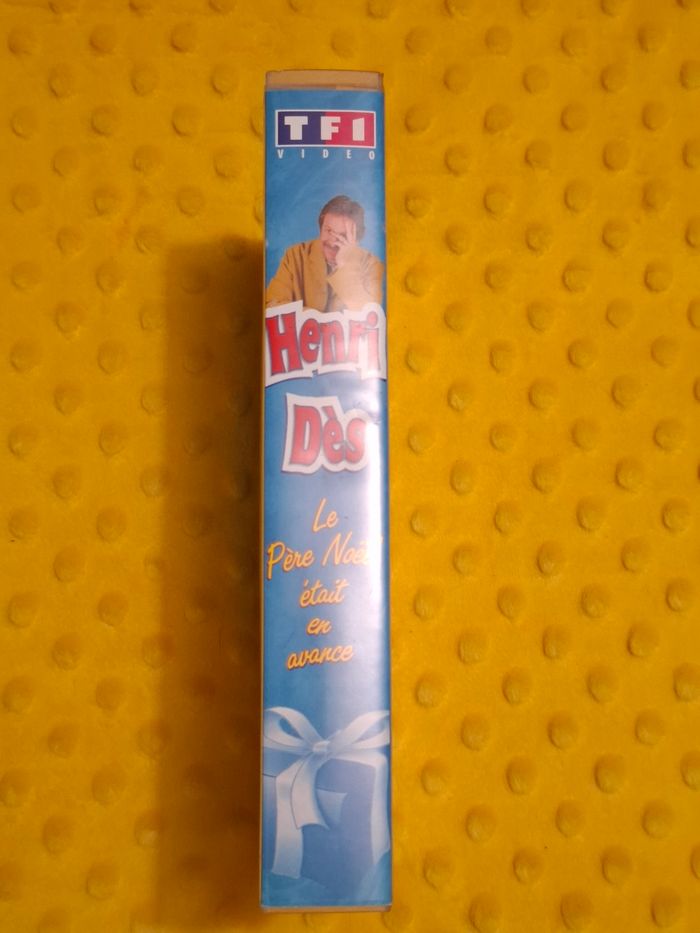 TF1
VIDEO
Henri
Dès
Le
Père Noël
était
en
avance